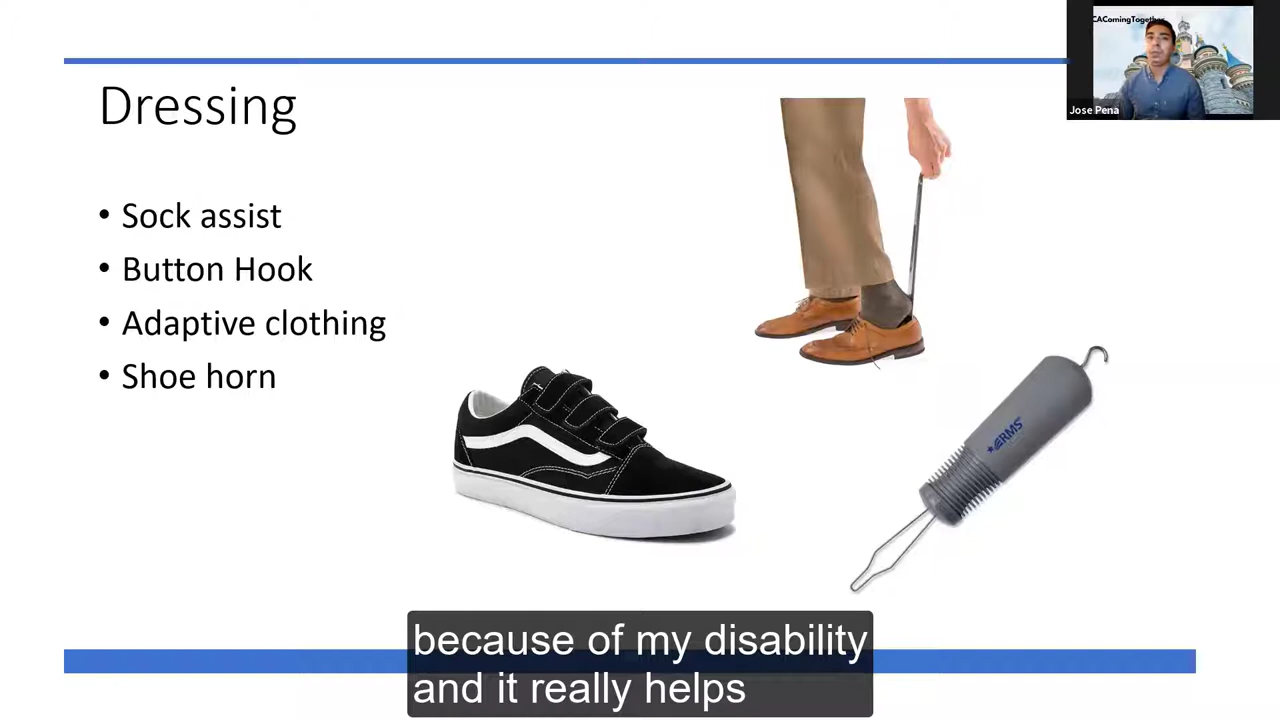 CAComingTogether
Jose Pena
Dressing
• Sock assist
• Button Hook
• Adaptive clothing
• Shoe horn
ERMS
because of my disability
and it really helps